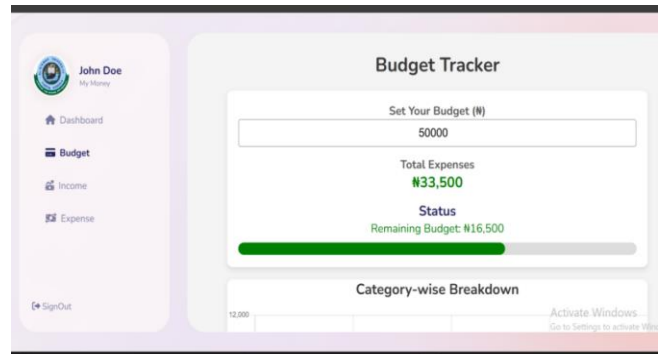 John Doe
My Money
Dashboard
Budget
Income
Expense
SignOut
Budget Tracker
Set Your Budget (₦)
50000
Total Expenses
₦33,500
Status
Remaining Budget: ₦16,500
Category-wise Breakdown
12,000
Activate Windows
Go to Settings to activate Win